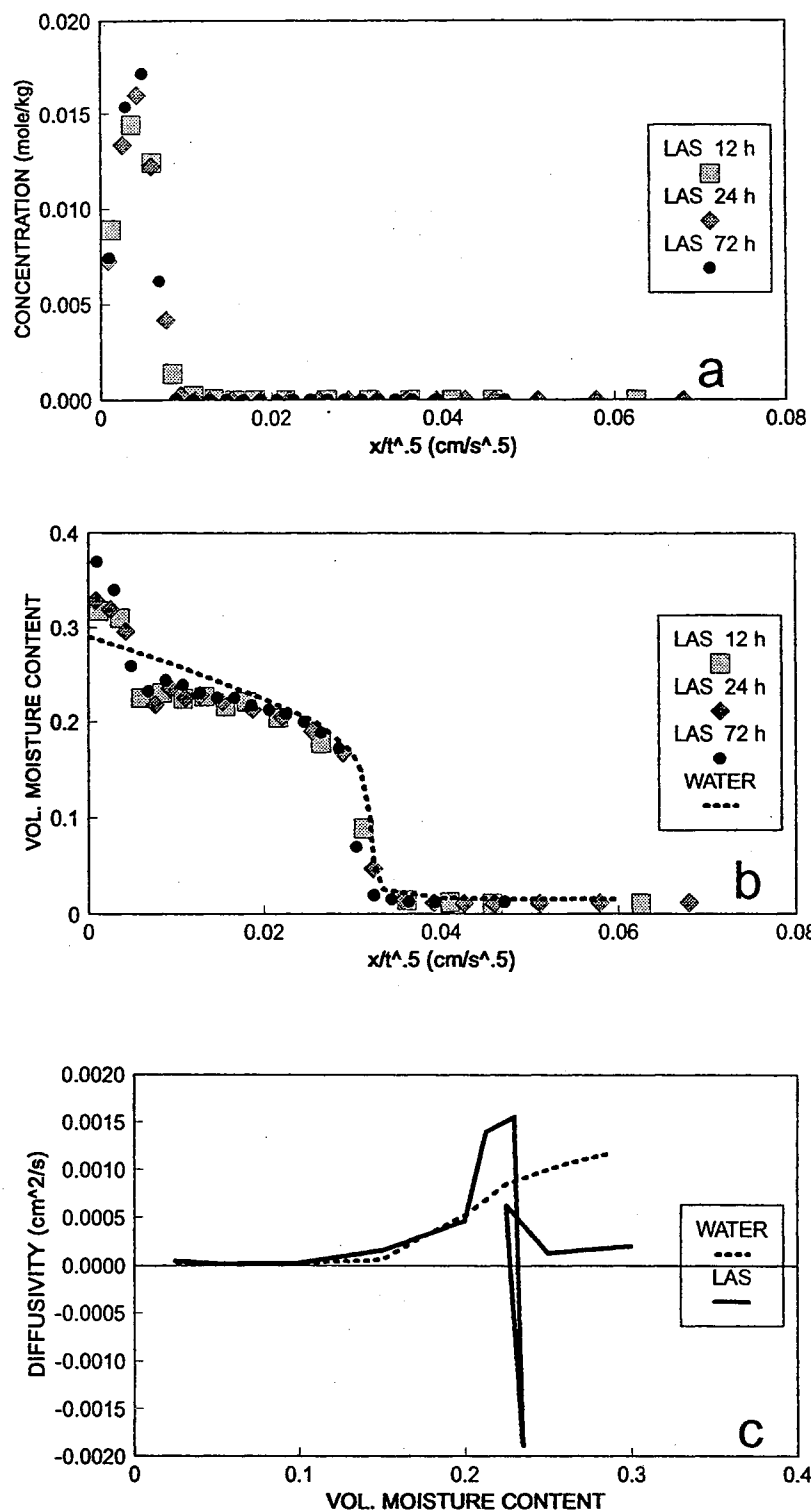 0.020
0.015
0.010
0.005
0.000
CONCENTRATION (mole/kg)
LAS 12 h
LAS 24 h
LAS 72 h
a
0 0.02 0.04 0.06 0.08
x/t^.5 (cm/s^.5)
0.4
0.3
0.2
0.1
0
VOL. MOISTURE CONTENT
LAS 12 h
LAS 24 h
LAS 72 h
WATER
b
0 0.02 0.04 0.06 0.08
x/t^.5 (cm/s^.5)
0.0020
0.0015
0.0010
0.0005
0.0000
-0.0005
-0.0010
-0.0015
-0.0020
DIFFUSIVITY (cm^2/s)
WATER
LAS
c
0 0.1 0.2 0.3 0.4
VOL. MOISTURE CONTENT